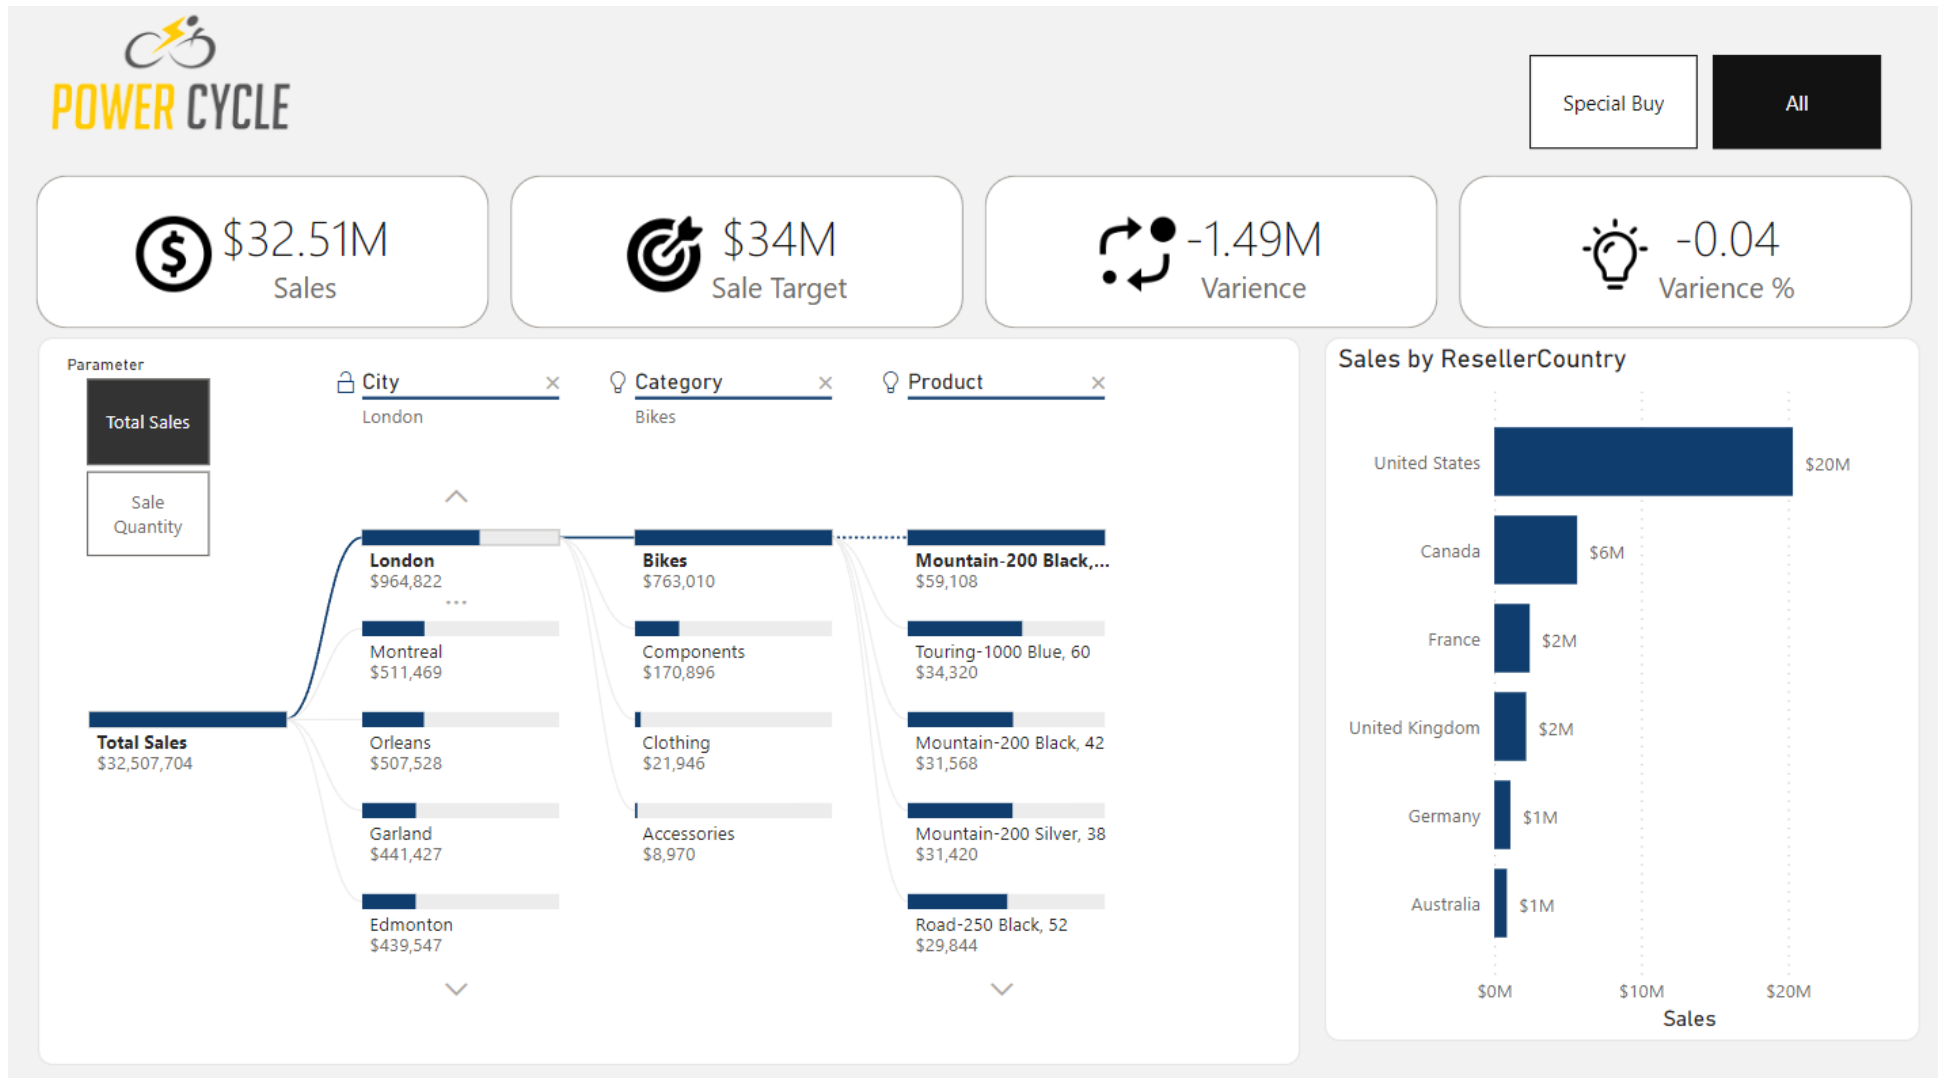 POWER CYCLE
Special Buy
All
$32.51M
Sales
$34M
Sale Target
-1.49M
Varience
-0.04
Varience %
Parameter
Total Sales
Sale
Quantity
City
London
Category
Bikes
Product
Total Sales
$32,507,704
London
$964,822
Montreal
$511,469
Orleans
$507,528
Garland
$441,427
Edmonton
$439,547
Bikes
$763,010
Components
$170,896
Clothing
$21,946
Accessories
$8,970
Mountain-200 Black,...
$59,108
Touring-1000 Blue, 60
$34,320
Mountain-200 Black, 42
$31,568
Mountain-200 Silver, 38
$31,420
Road-250 Black, 52
$29,844
Sales by ResellerCountry
United States
$20M
Canada
$6M
France
$2M
United Kingdom
$2M
Germany
$1M
Australia
$1M
$0M
$10M
$20M
Sales